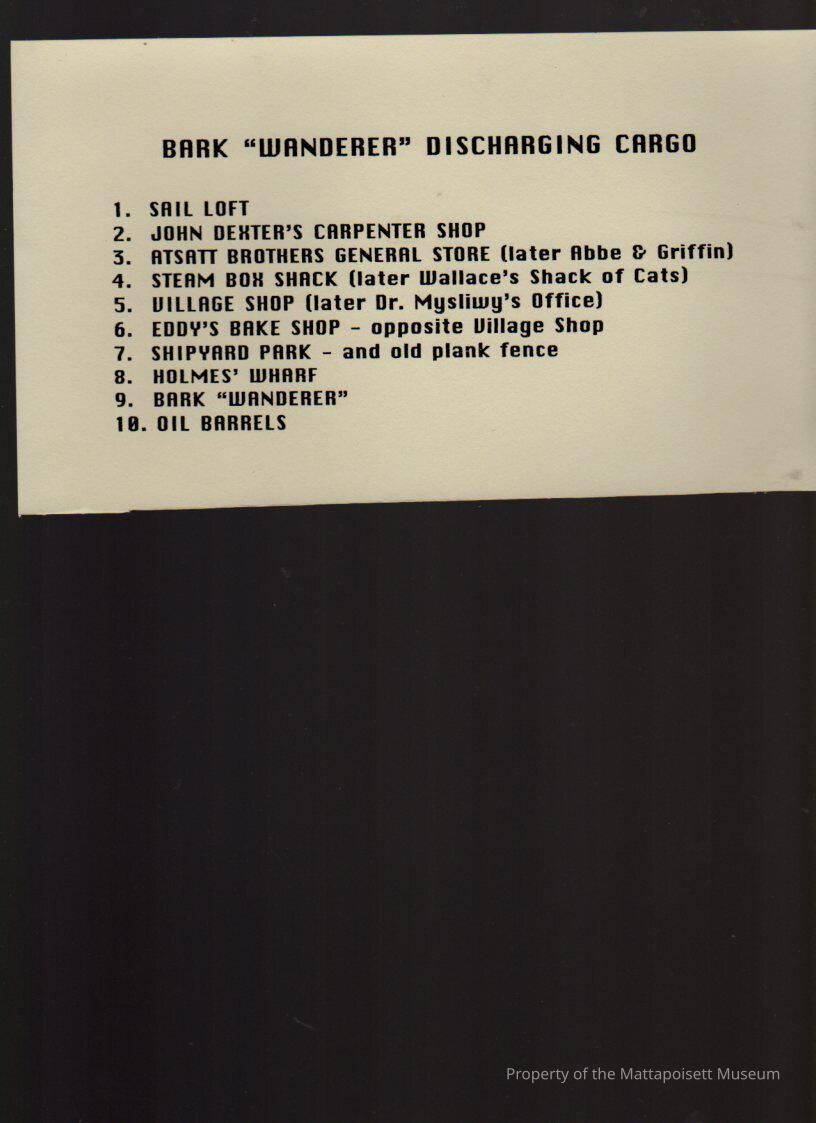 BARK “WANDERER” DISCHARGING CARGO
1. SAIL LOFT
2. JOHN DEXTER’S CARPENTER SHOP
3. ATSATT BROTHERS GENERAL STORE (later Abbe & Griffin)
4. STEAM BOX SHACK (later Wallace’s Shack of Cats)
5. VILLAGE SHOP (later Dr. Mysliwy’s Office)
6. EDDY’S BAKE SHOP - opposite Village Shop
7. SHIPYARD PARK - and old plank fence
8. HOLMES’ WHARF
9. BARK “WANDERER”
10. OIL BARRELS
Property of the Mattapoisett Museum